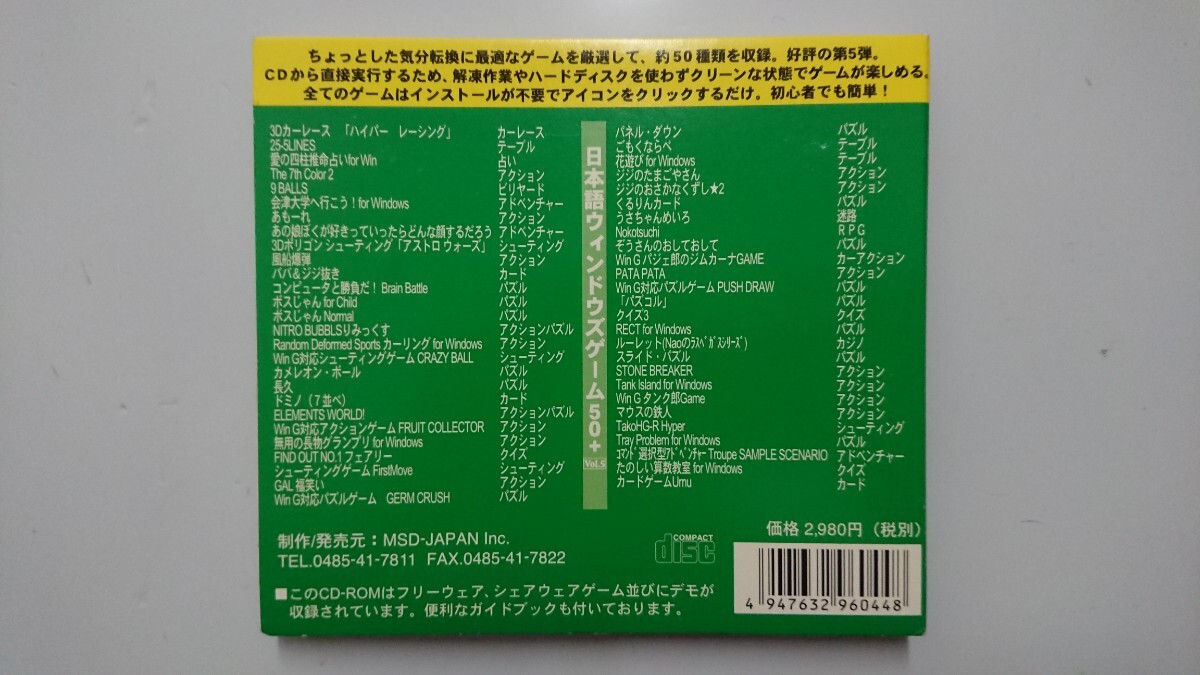 ちょっとした気分転換に最適なゲームを厳選して、約50種類を収録。好評の第5弾。
CDから直接実行するため、解凍作業やハードディスクを使わずクリーンな状態でゲームが楽しめる。
全てのゲームはインストールが不要でアイコンをクリックするだけ。初心者でも簡単！
3Dカーレース 「ハイパー レーシング」 カーレース
25-5LINES テーブル
愛の四柱推命占いfor Win 占い
The 7th Color 2 アクション
9 BALLS ビリヤード
会津大学へ行こう！for Windows アドベンチャー
あもーれ アクション
あの娘ぼくが好きっていったらどんな顔するだろう アドベンチャー
3Dポリゴン シューティング「アストロ ウォーズ」 シューティング
風船爆弾 アクション
ババ＆ジジ抜き カード
コンピュータと勝負だ！ Brain Battle パズル
ボスじゃん for Child パズル
ボスじゃん Normal パズル
NITRO BUBBLSりみっくす アクションパズル
Random Deformed Sports カーリング for Windows アクション
Win G対応シューティングゲーム CRAZY BALL シューティング
カメレオン・ボール パズル
長久 パズル
ドミノ（7並べ） カード
ELEMENTS WORLD! アクションパズル
Win G対応アクションゲーム FRUIT COLLECTOR アクション
無用の長物グランプリ for Windows アクション
FIND OUT NO.1フェアリー クイズ
シューティングゲーム FirstMove シューティング
GAL 福笑い アクション
Win G対応パズルゲーム GERM CRUSH パズル
日本語ウィンドウズゲーム 50+
Vol.5
パネル・ダウン パズル
ごもくならべ テーブル
花遊び for Windows テーブル
ジジのたまごやさん アクション
ジジのおさかなくずし★2 アクション
くるりんカード パズル
うさちゃんめいろ 迷路
Nokotsuchi RPG
ぞうさんのおしておして パズル
Win G パジェ郎のジムカーナGAME カーアクション
PATA PATA アクション
Win G対応パズルゲーム PUSH DRAW パズル
「パズコル」 パズル
クイズ3 クイズ
RECT for Windows パズル
ルーレット(Naoのﾗｽﾍﾞｶﾞｽｼﾘｰｽﾞ) カジノ
スライド・パズル パズル
STONE BREAKER アクション
Tank Island for Windows アクション
Win G タンク郎Game アクション
マウスの鉄人 アクション
TakoHG-R Hyper シューティング
Tray Problem for Windows パズル
ｺﾏﾝﾄﾞ選択型ｱﾄﾞﾍﾞﾝﾁｬｰ Troupe SAMPLE SCENARIO アドベンチャー
たのしい算数教室 for Windows クイズ
カードゲームUmu カード
制作/発売元：MSD-JAPAN Inc.
TEL.0485-41-7811 FAX.0485-41-7822
COMPACT
disc
価格 2,980円（税別）
■このCD-ROMはフリーウェア、シェアウェアゲーム並びにデモが
収録されています。便利なガイドブックも付いております。
4 947632 960448